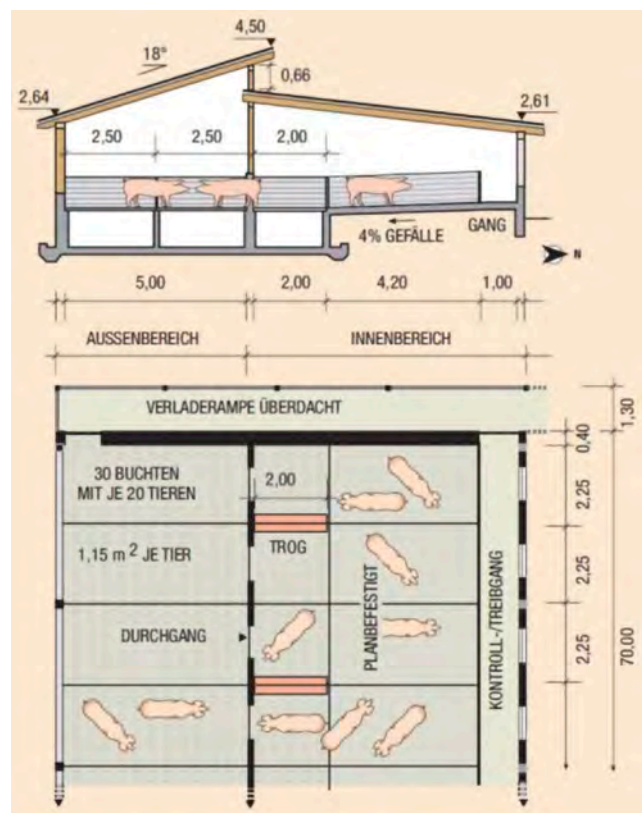 4,50
18°
0,66
2,64
2,61
2,50 2,50 2,00
GANG
4% GEFÄLLE
N
5,00 2,00 4,20 1,00
AUSSENBEREICH INNENBEREICH
VERLADERAMPE ÜBERDACHT
1,30
0,40
30 BUCHTEN
MIT JE 20 TIEREN
2,00
2,25
1,15 m² JE TIER
TROG
2,25
PLANBEFESTIGT
KONTROLL-/TREIBGANG
DURCHGANG
2,25
70,00